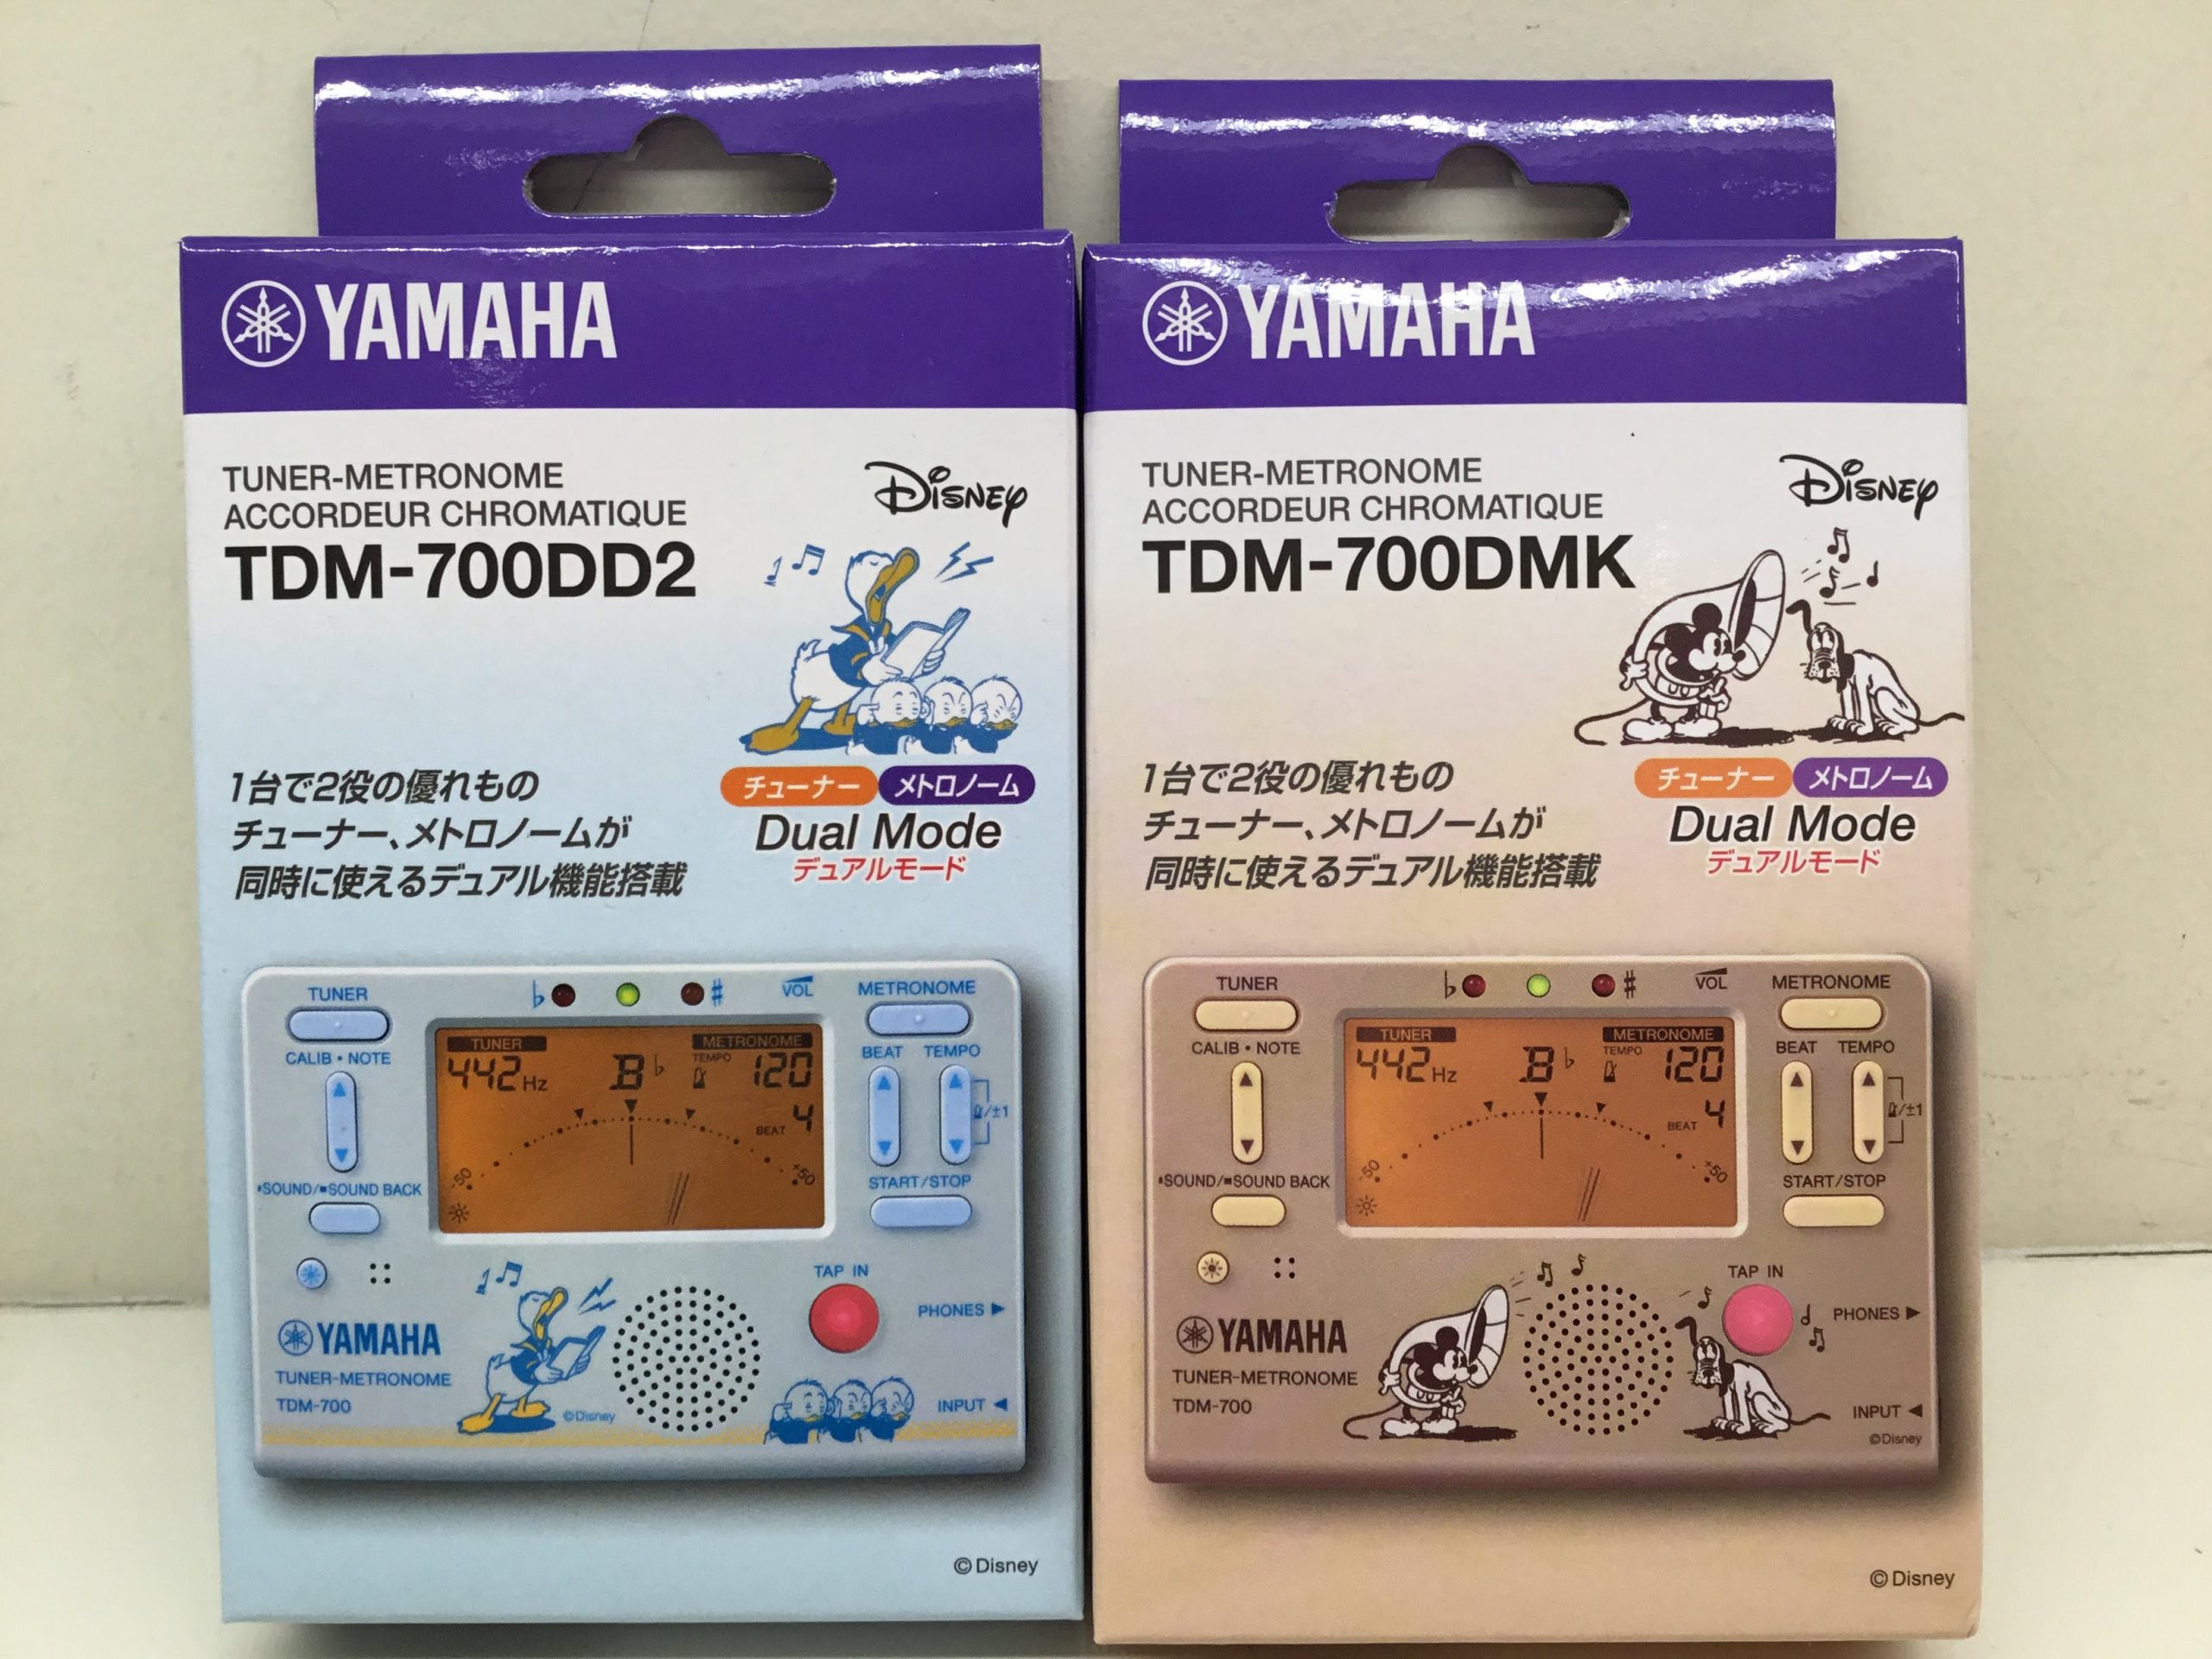 YAMAHA
TUNER-METRONOME
ACCORDEUR CHROMATIQUE
TDM-700DD2
Disney
1台で2役の優れもの
チューナー、メトロノームが
同時に使えるデュアル機能搭載
チューナー メトロノーム
Dual Mode
デュアルモード
TUNER
♭ ♯
VOL
METRONOME
CALIB・NOTE
BEAT TEMPO
TUNER
METRONOME
442Hz
B♭
TEMPO
120
4
BEAT
-50
+50
/±1
SOUND/SOUND BACK
START/STOP
TAP IN
PHONES ▶
YAMAHA
TUNER-METRONOME
TDM-700
©Disney
INPUT ◀
©Disney
YAMAHA
TUNER-METRONOME
ACCORDEUR CHROMATIQUE
TDM-700DMK
Disney
1台で2役の優れもの
チューナー、メトロノームが
同時に使えるデュアル機能搭載
チューナー メトロノーム
Dual Mode
デュアルモード
TUNER
♭ ♯
VOL
METRONOME
CALIB・NOTE
BEAT TEMPO
TUNER
METRONOME
442Hz
B♭
TEMPO
120
4
BEAT
-50
+50
/±1
SOUND/SOUND BACK
START/STOP
TAP IN
PHONES ▶
YAMAHA
TUNER-METRONOME
TDM-700
INPUT ◀
©Disney
©Disney